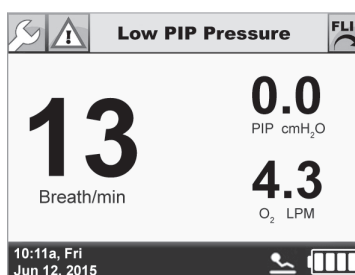 Low PIP Pressure
FLI
13
Breath/min
0.0
PIP cmH₂O
4.3
O₂ LPM
10:11a, Fri
Jun 12, 2015